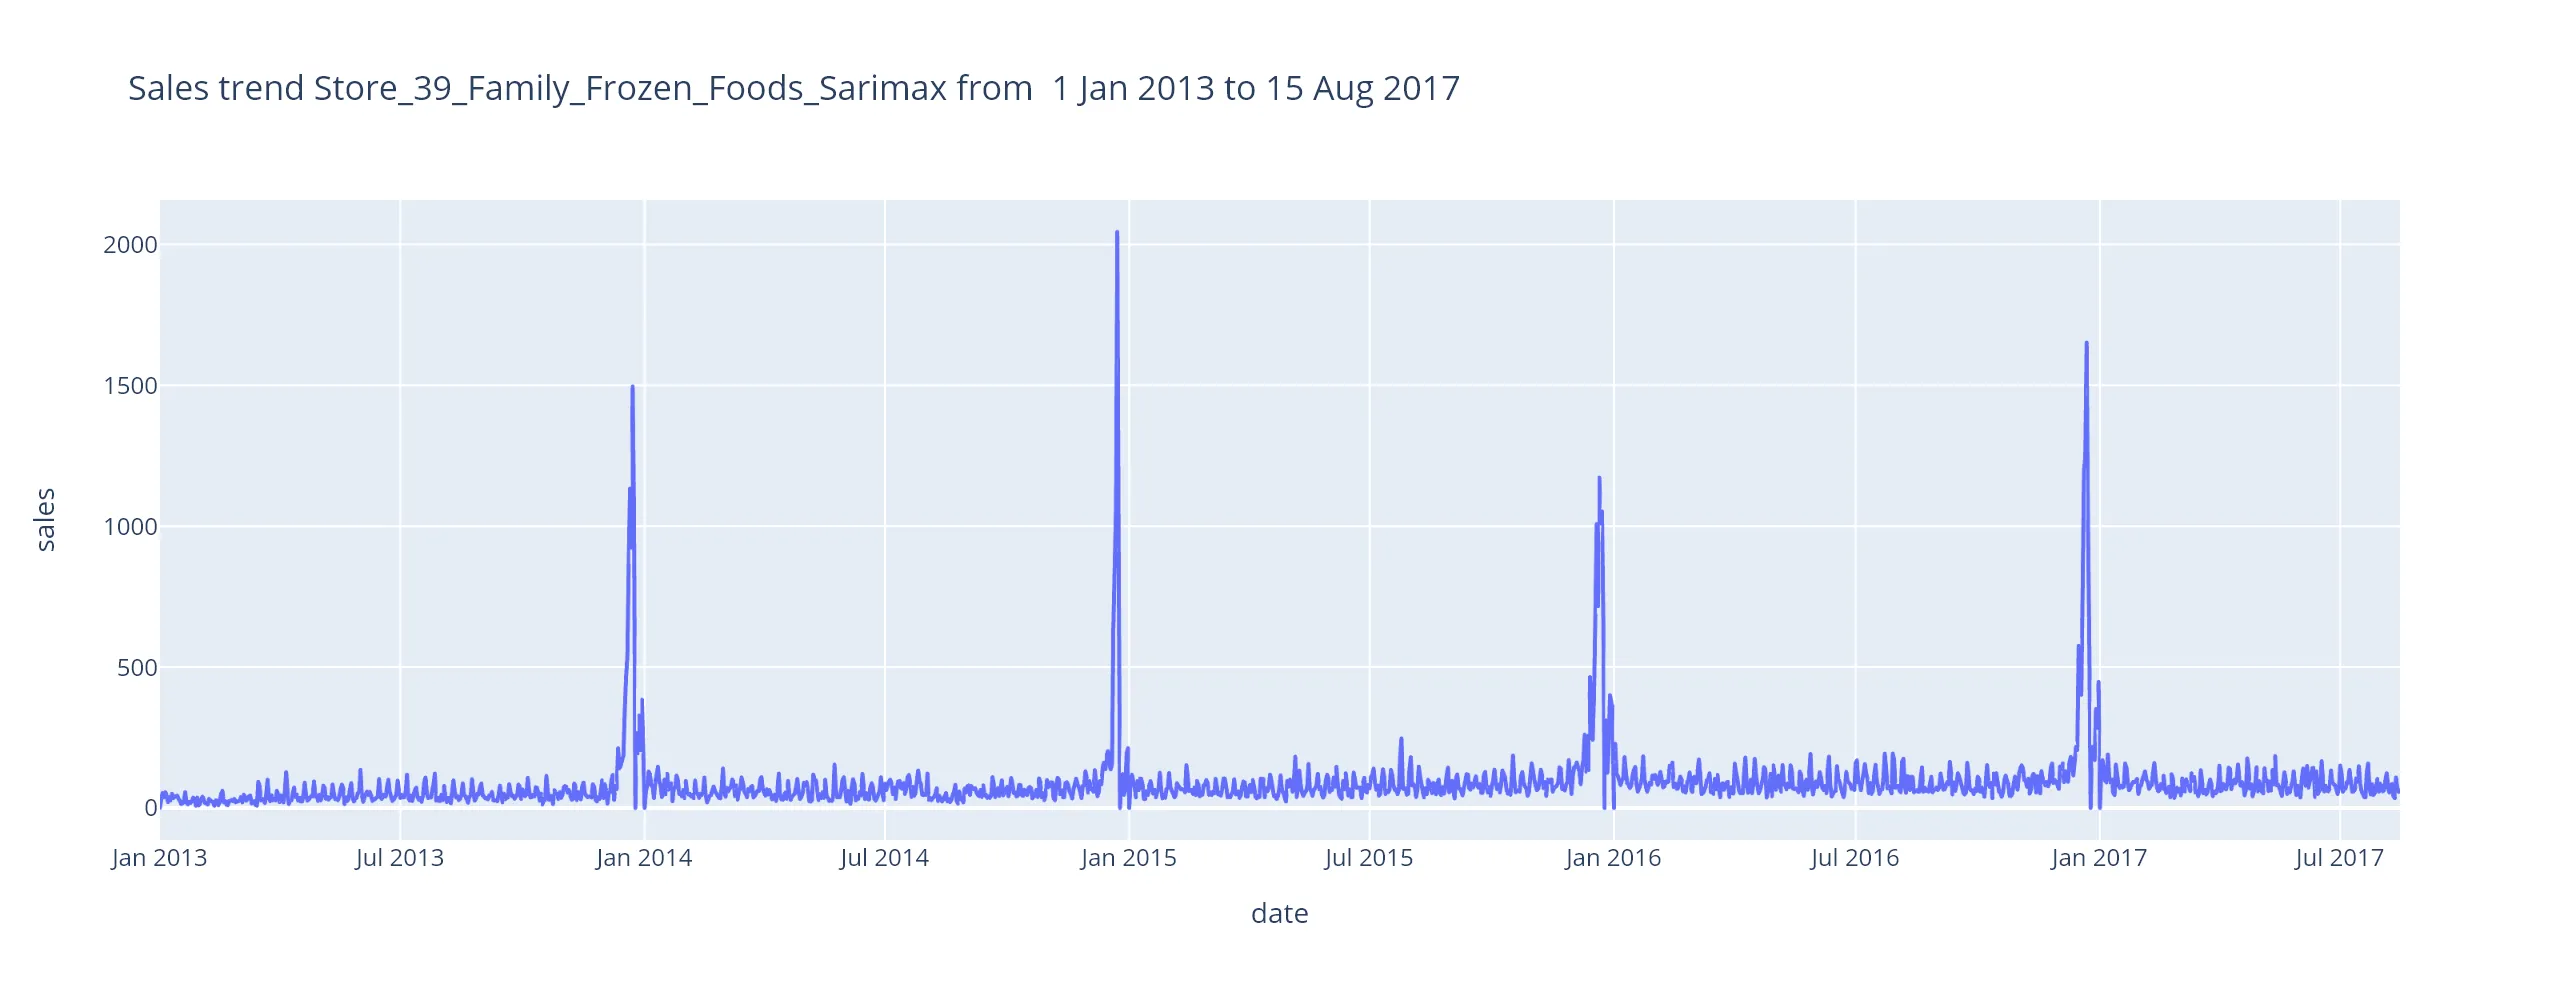 Sales trend Store_39_Family_Frozen_Foods_Sarimax from  1 Jan 2013 to 15 Aug 2017
2000
1500
1000
500
0
sales
Jan 2013 Jul 2013 Jan 2014 Jul 2014 Jan 2015 Jul 2015 Jan 2016 Jul 2016 Jan 2017 Jul 2017
date